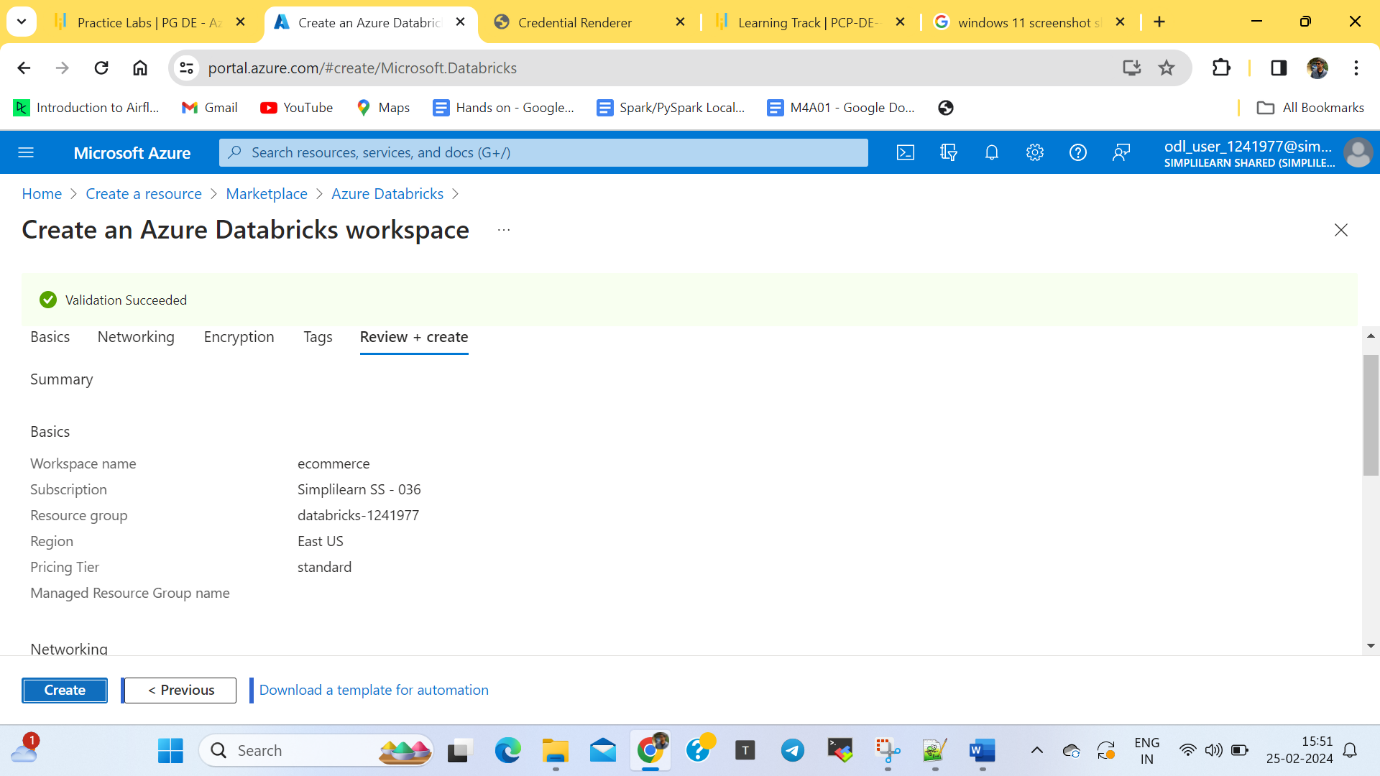 Practice Labs | PG DE - A
Create an Azure Databric
Credential Renderer
Learning Track | PCP-DE-
windows 11 screenshot s
portal.azure.com/#create/Microsoft.Databricks
Introduction to Airfl...
Gmail
YouTube
Maps
Hands on - Google...
Spark/PySpark Local...
M4A01 - Google Do...
All Bookmarks
Microsoft Azure
Search resources, services, and docs (G+/)
odl_user_1241977@sim...
SIMPLILEARN SHARED (SIMPLILE...
Home > Create a resource > Marketplace > Azure Databricks >
Create an Azure Databricks workspace ...
Validation Succeeded
Basics Networking Encryption Tags Review + create
Summary
Basics
Workspace name ecommerce
Subscription Simplilearn SS - 036
Resource group databricks-1241977
Region East US
Pricing Tier standard
Managed Resource Group name
Networking
Create
< Previous
Download a template for automation
1
Search
T
W
ENG
IN
15:51
25-02-2024